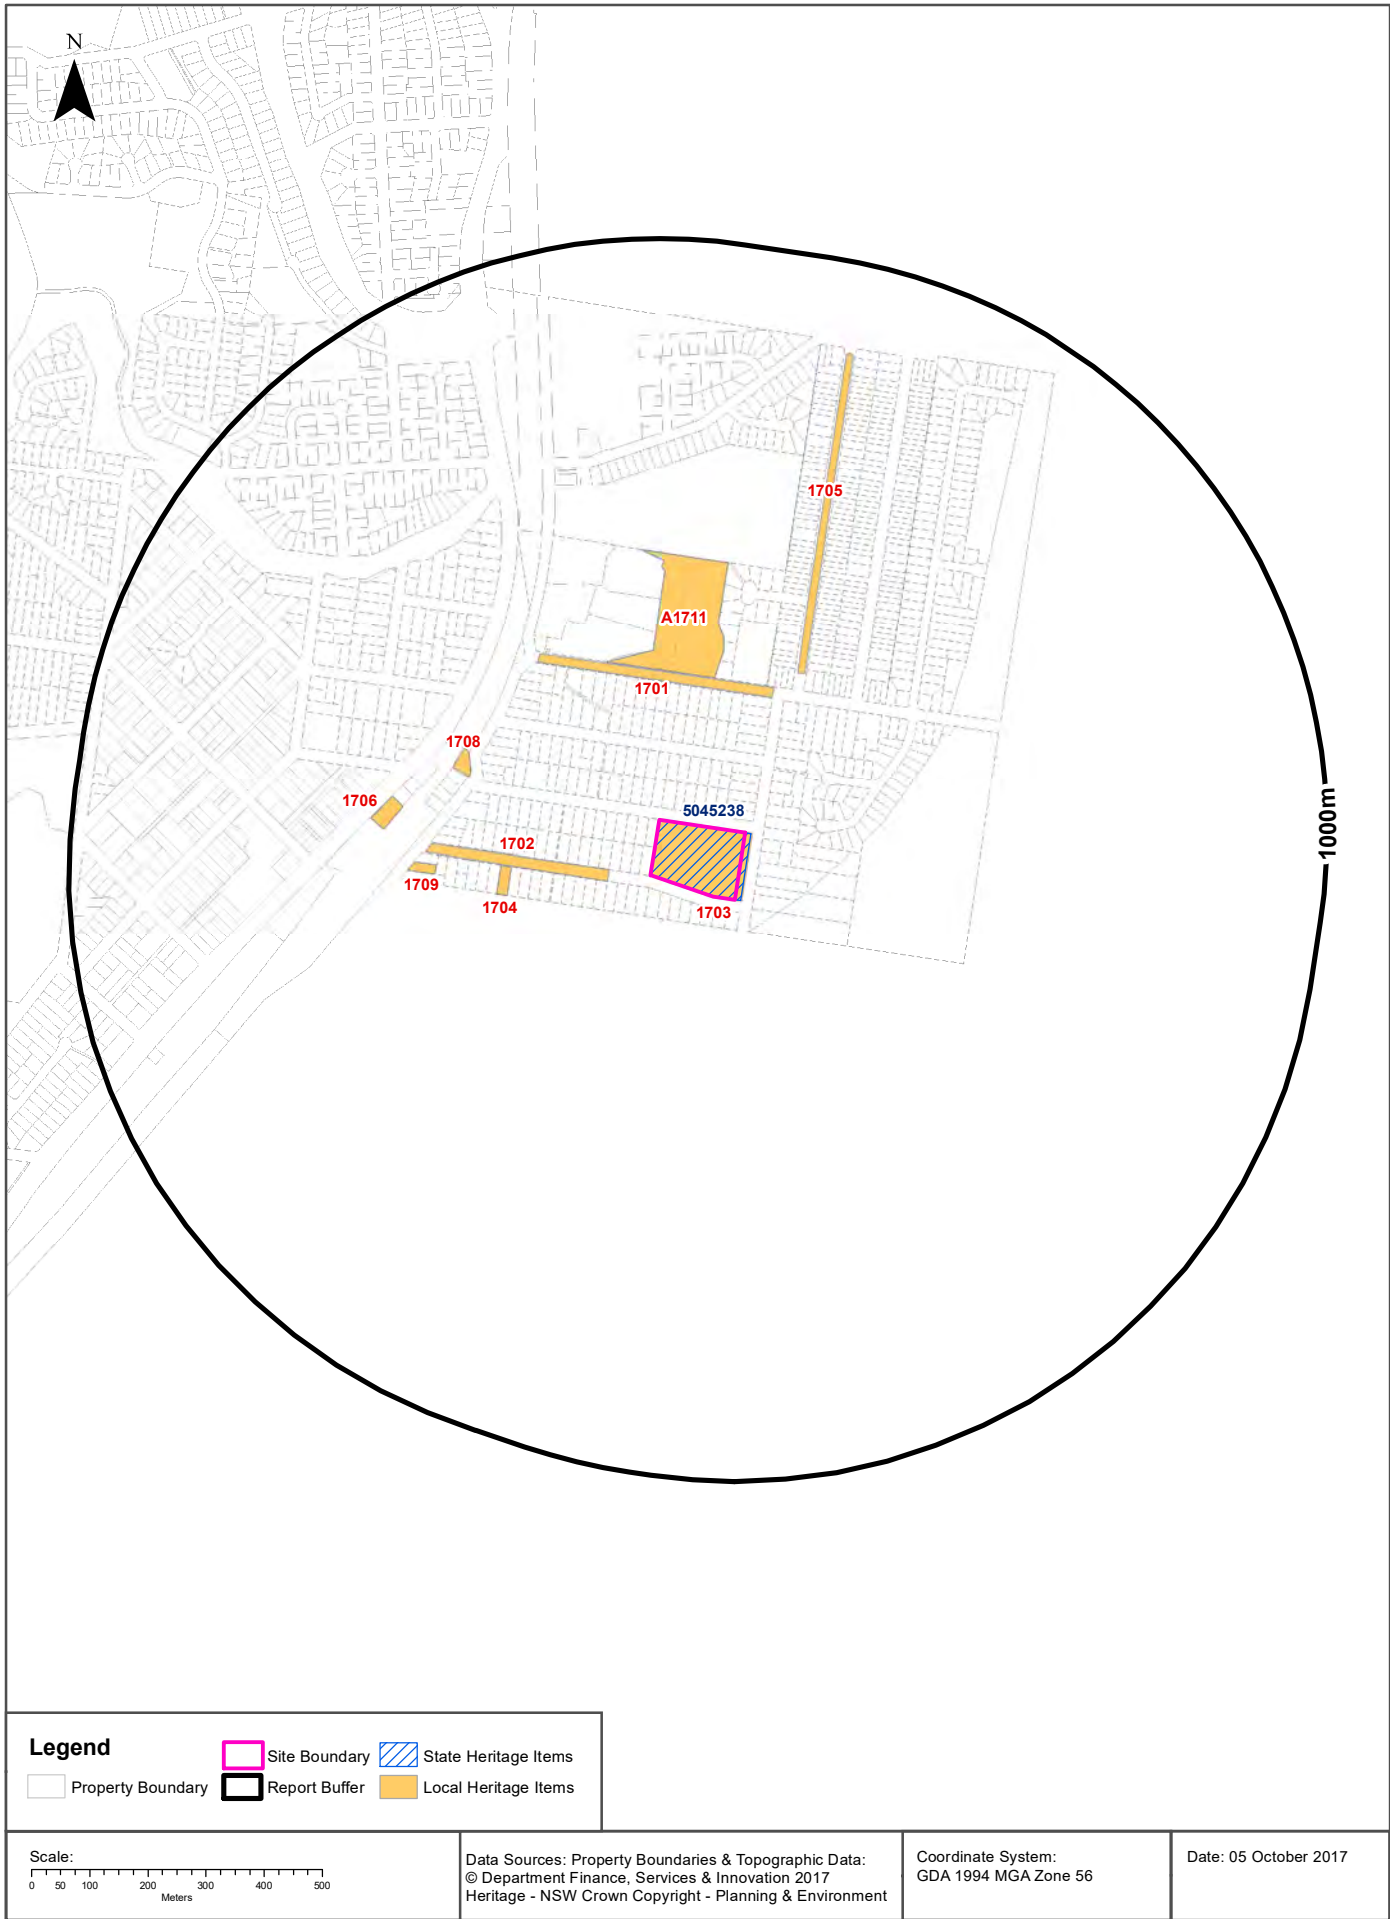 N
1705
A1711
1701
1708
1706
5045238
1000m
1702
1709
1704
1703
Legend
Site Boundary
State Heritage Items
Property Boundary
Report Buffer
Local Heritage Items
Scale:
0 50 100 200 300 400 500
Meters
Data Sources: Property Boundaries & Topographic Data:
© Department Finance, Services & Innovation 2017
Heritage - NSW Crown Copyright - Planning & Environment
Coordinate System:
GDA 1994 MGA Zone 56
Date: 05 October 2017